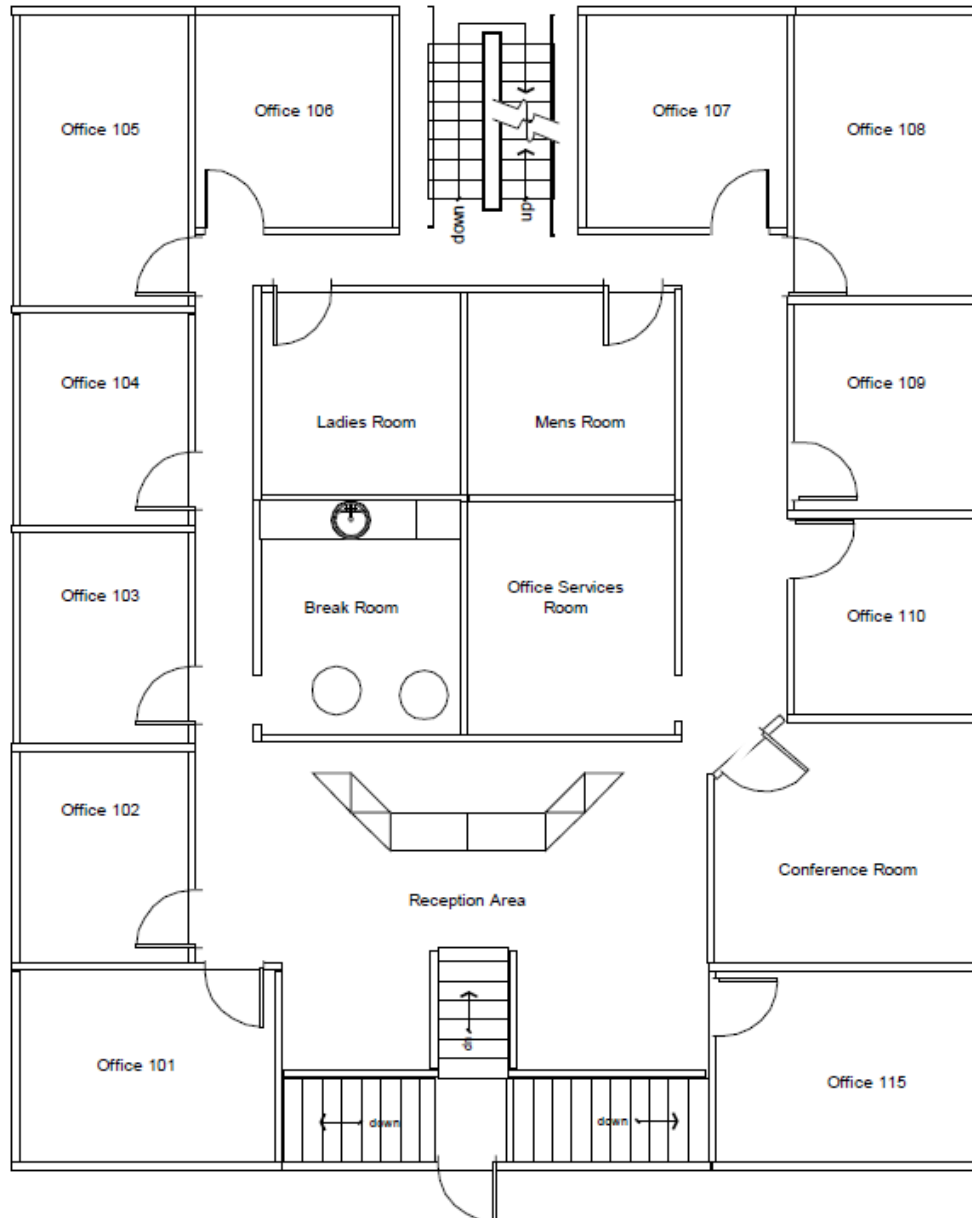 Office 105
Office 106
Office 107
Office 108
down
up
Office 104
Ladies Room
Mens Room
Office 109
Office 103
Break Room
Office Services
Room
Office 110
Office 102
Reception Area
Conference Room
Office 101
up
down
down
Office 115